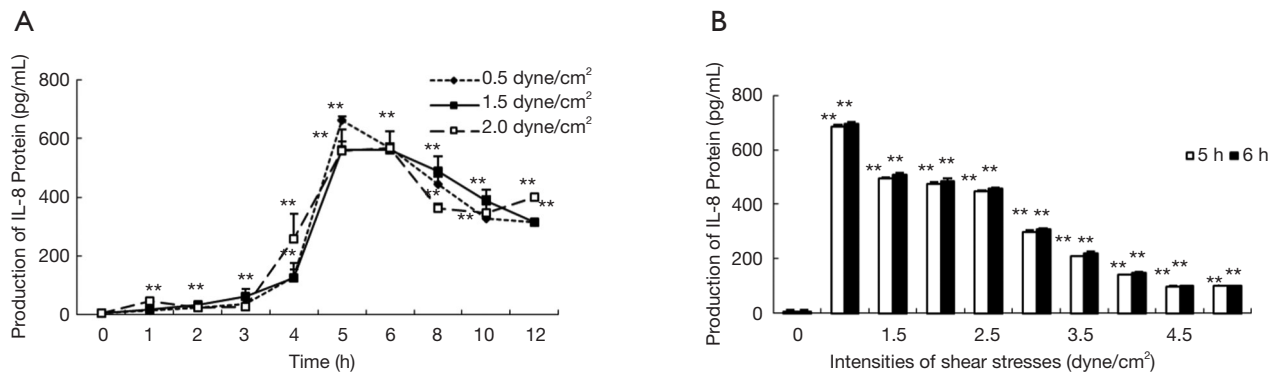 A
B
Production of IL-8 Protein (pg/mL)
800
600
400
200
0
0 1 2 3 4 5 6 8 10 12
Time (h)
0.5 dyne/cm²
1.5 dyne/cm²
2.0 dyne/cm²
**
**
**
**
**
**
**
**
**
**
**
**
**
**
Production of IL-8 Protein (pg/mL)
800
600
400
200
0
0 1.5 2.5 3.5 4.5
Intensities of shear stresses (dyne/cm²)
5 h 6 h
** **
** **
** **
** **
** **
** **
** **
** **
** **